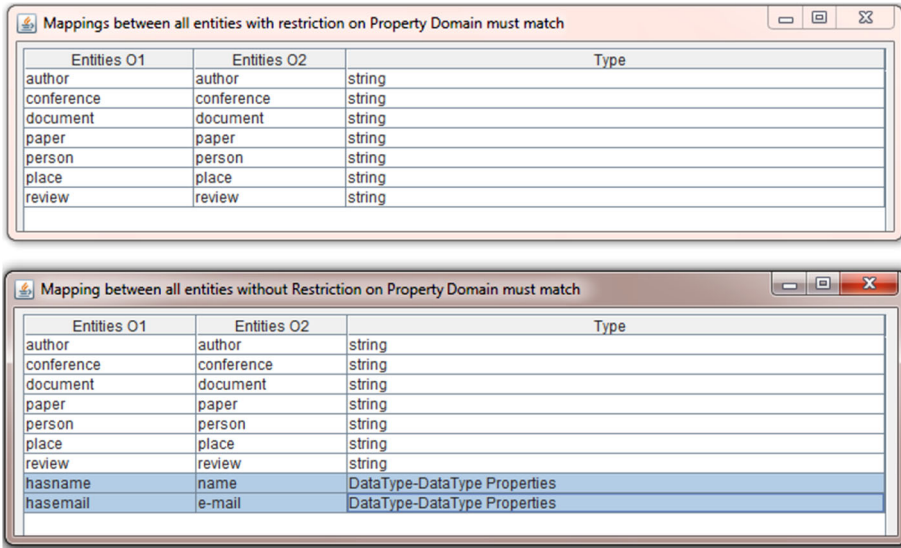 Mappings between all entities with restriction on Property Domain must match
Entities O1 Entities O2 Type
author author string
conference conference string
document document string
paper paper string
person person string
place place string
review review string
Mapping between all entities without Restriction on Property Domain must match
Entities O1 Entities O2 Type
author author string
conference conference string
document document string
paper paper string
person person string
place place string
review review string
hasname name DataType-DataType Properties
hasemail e-mail DataType-DataType Properties